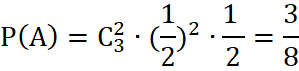 P(A) = C₃² · (1/2)² · 1/2 = 3/8